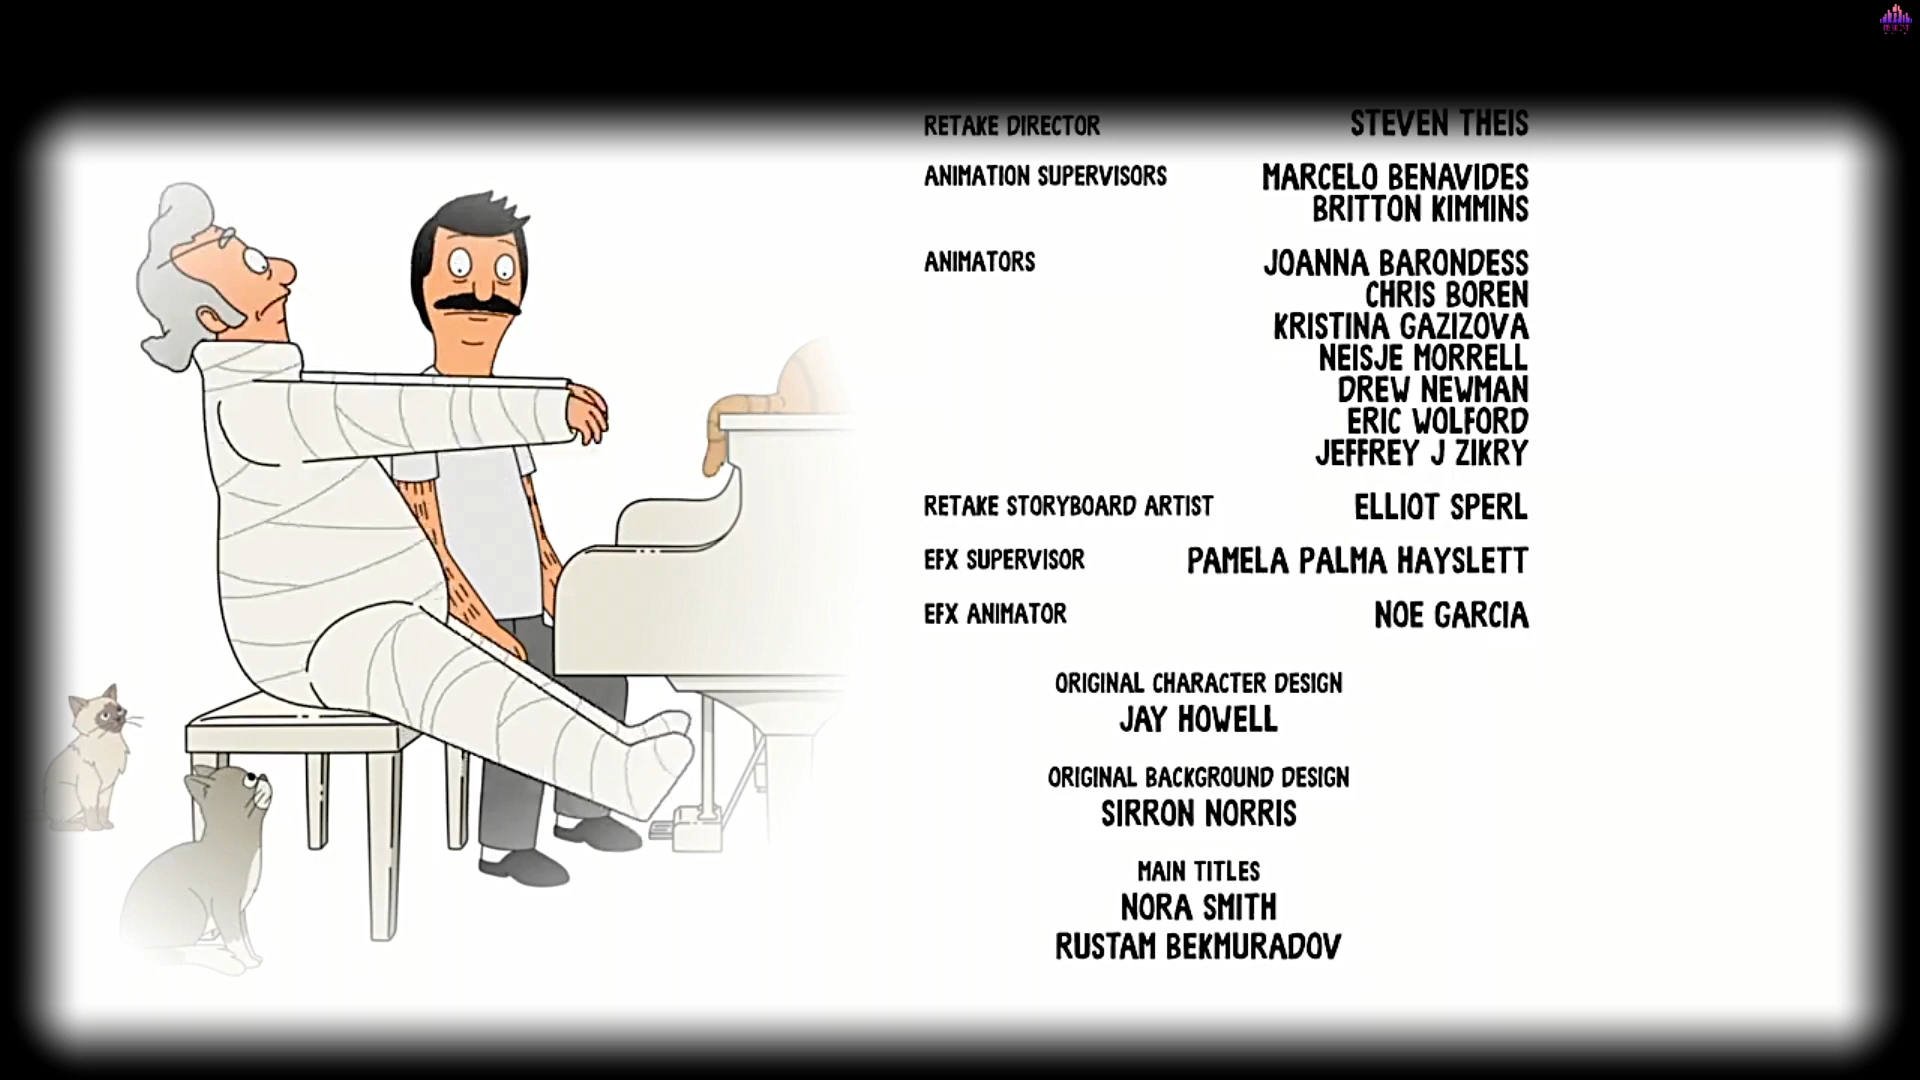 RETAKE DIRECTOR STEVEN THEIS
ANIMATION SUPERVISORS MARCELO BENAVIDES
BRITTON KIMMINS
ANIMATORS JOANNA BARONDESS
CHRIS BOREN
KRISTINA GAZIZOVA
NEISJE MORRELL
DREW NEWMAN
ERIC WOLFORD
JEFFREY J ZIKRY
RETAKE STORYBOARD ARTIST ELLIOT SPERL
EFX SUPERVISOR PAMELA PALMA HAYSLETT
EFX ANIMATOR NOE GARCIA
ORIGINAL CHARACTER DESIGN
JAY HOWELL
ORIGINAL BACKGROUND DESIGN
SIRRON NORRIS
MAIN TITLES
NORA SMITH
RUSTAM BEKMURADOV